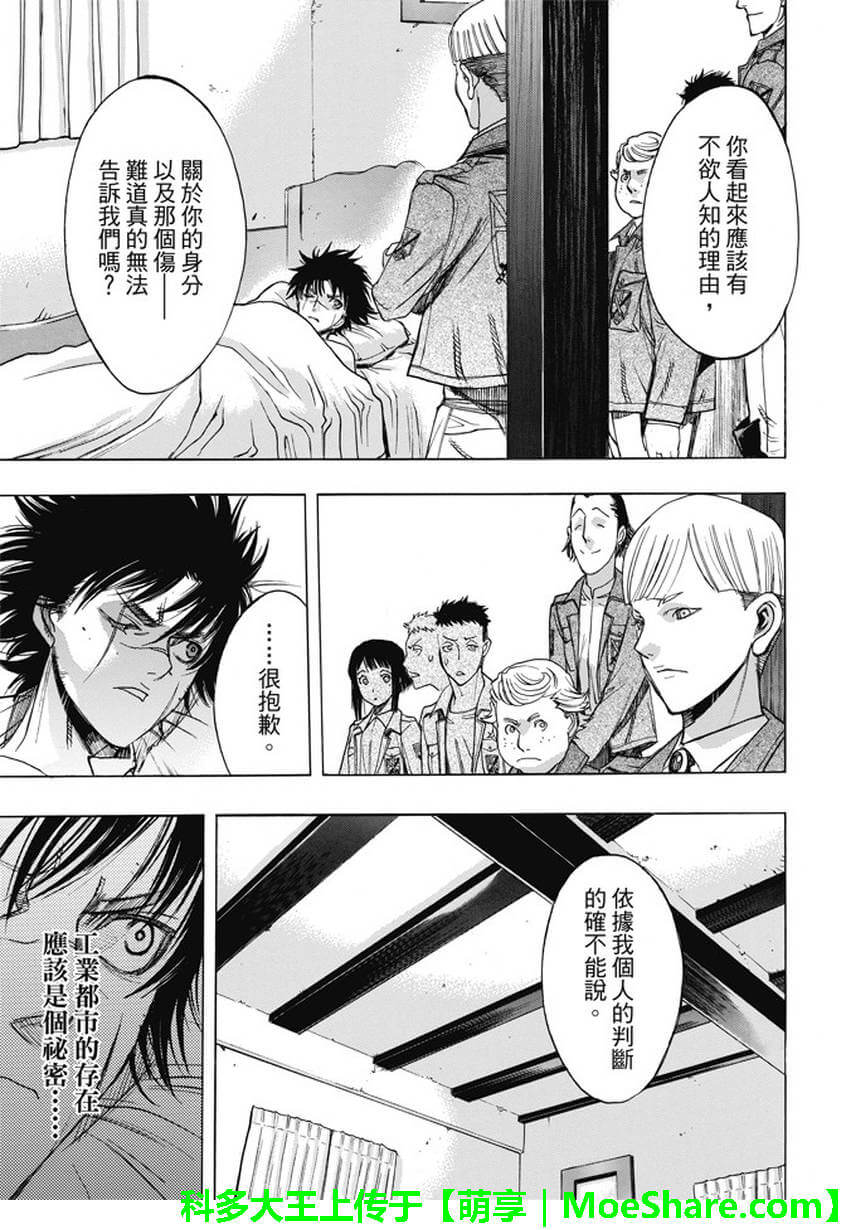 你看起來應該有
不欲人知的理由，
關於你的身分
以及那個傷——
難道真的無法
告訴我們嗎？
……很抱歉。
依據我個人的判斷
的確不能說。
工業都市的存在
應該是個祕密……
科多大王上传于【萌享｜MoeShare.com】